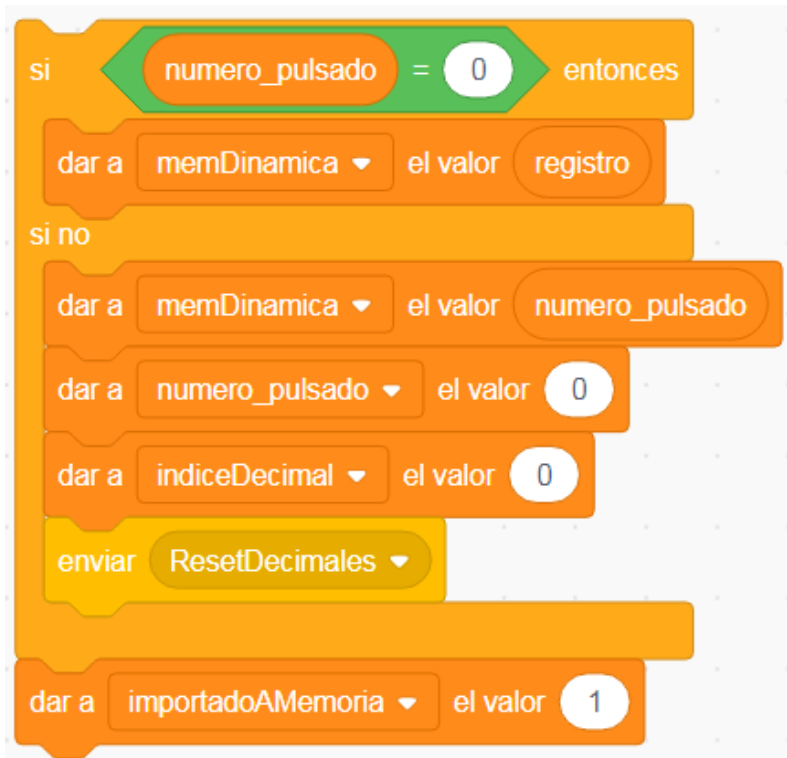 si numero_pulsado = 0 entonces
dar a memDinamica el valor registro
si no
dar a memDinamica el valor numero_pulsado
dar a numero_pulsado el valor 0
dar a indiceDecimal el valor 0
enviar ResetDecimales
dar a importadoAMemoria el valor 1